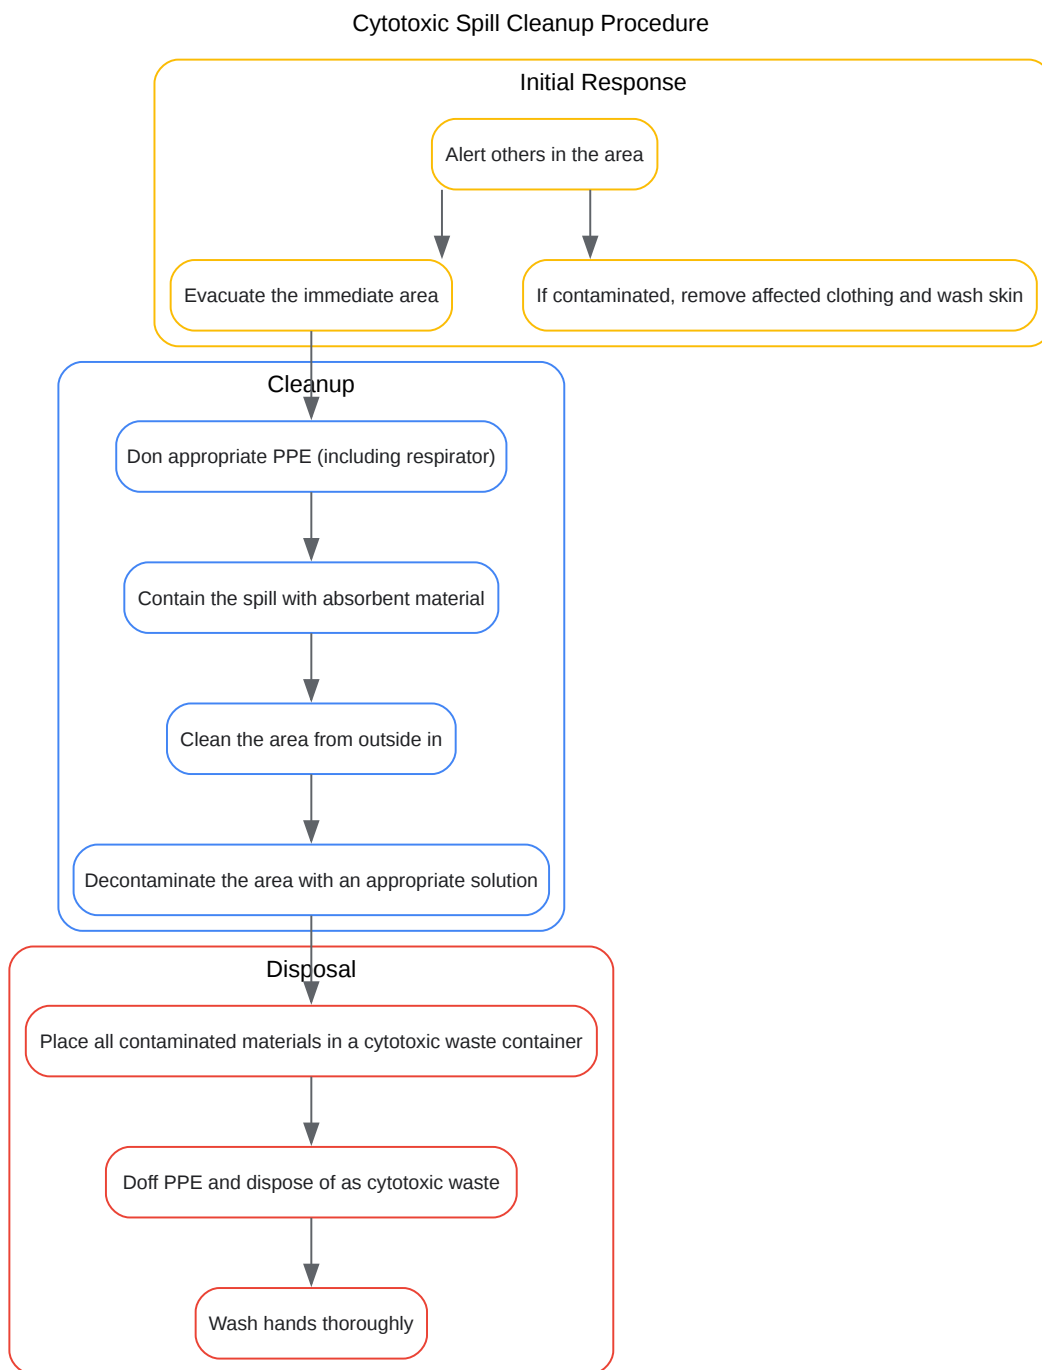 Cytotoxic Spill Cleanup Procedure
Initial Response
Alert others in the area
Evacuate the immediate area
If contaminated, remove affected clothing and wash skin
Cleanup
Don appropriate PPE (including respirator)
Contain the spill with absorbent material
Clean the area from outside in
Decontaminate the area with an appropriate solution
Disposal
Place all contaminated materials in a cytotoxic waste container
Doff PPE and dispose of as cytotoxic waste
Wash hands thoroughly